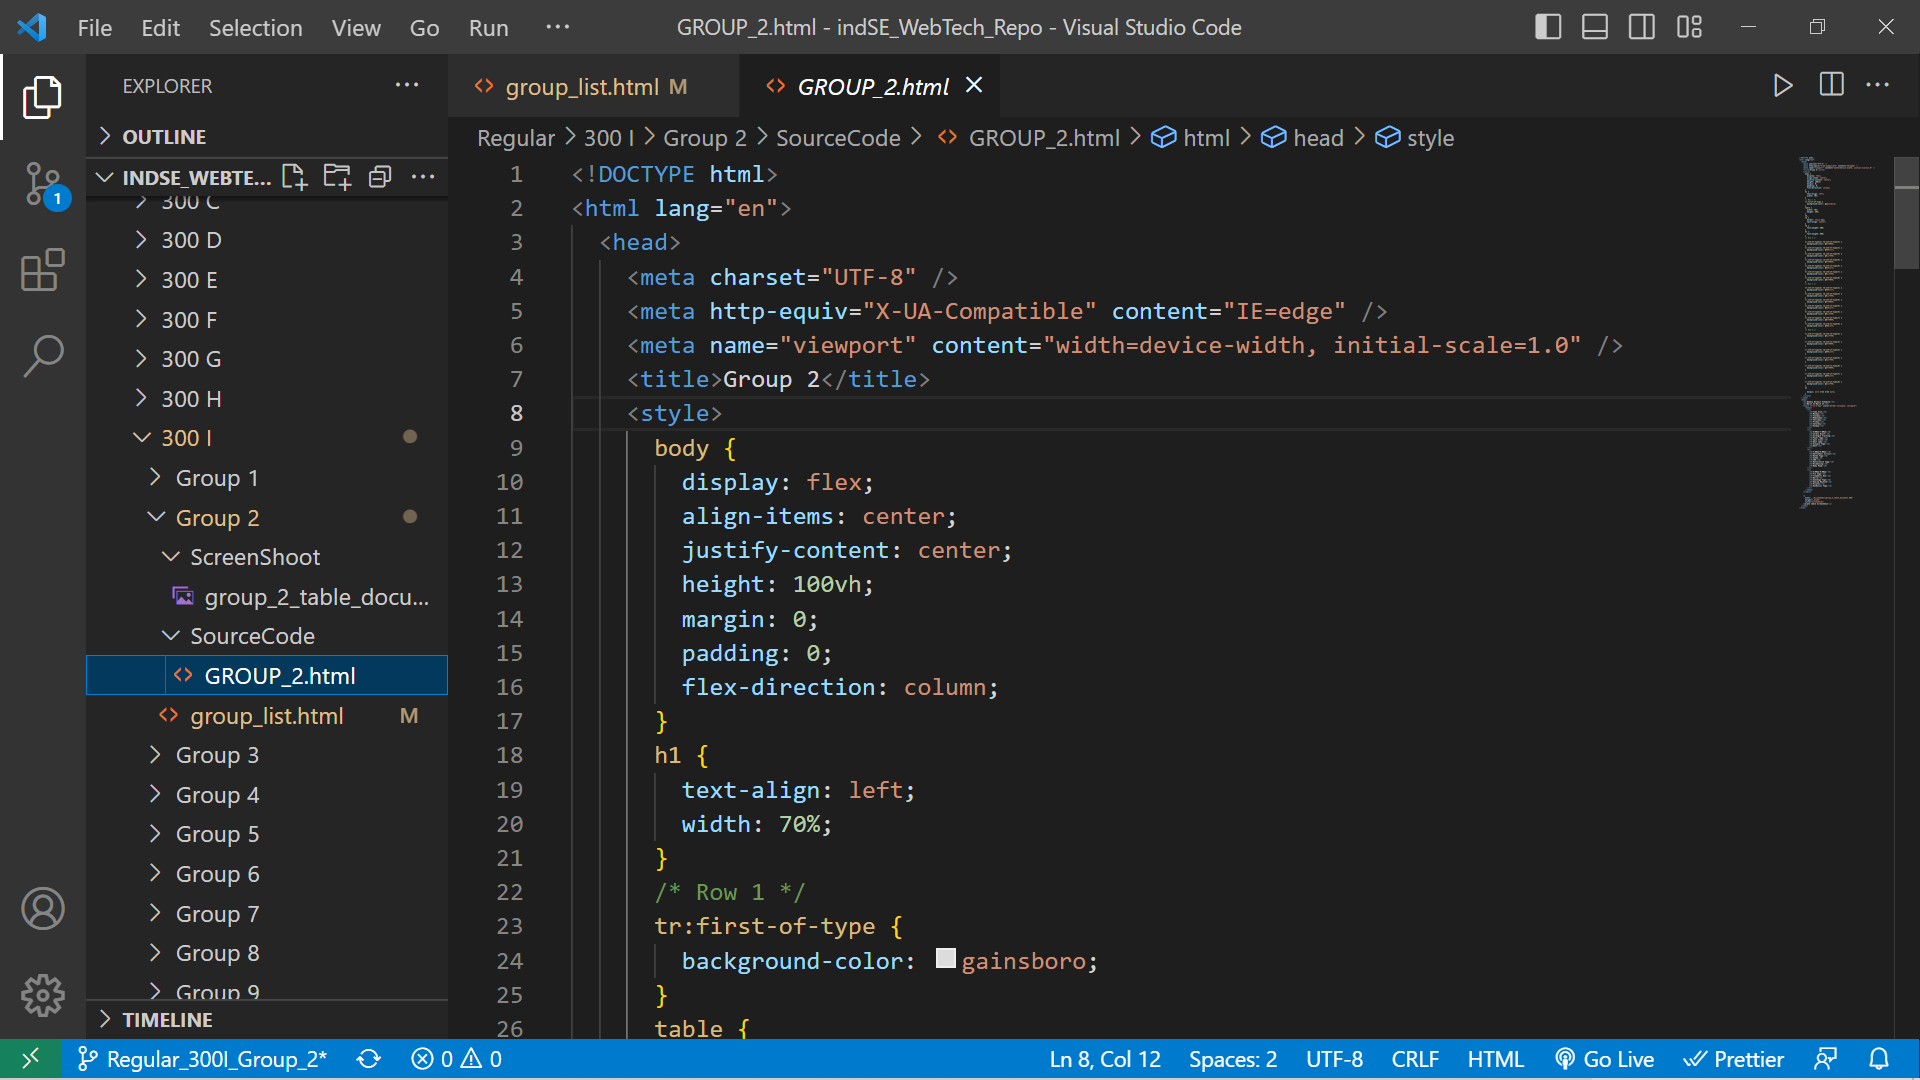 File Edit Selection View Go Run ··· GROUP_2.html - indSE_WebTech_Repo - Visual Studio Code
EXPLORER ···
group_list.html M
GROUP_2.html
OUTLINE
Regular > 300 I > Group 2 > SourceCode > GROUP_2.html > html > head > style
INDSE_WEBTE... ···
1
300 C
300 D
300 E
300 F
300 G
300 H
300 I
Group 1
Group 2
ScreenShoot
group_2_table_docu...
SourceCode
GROUP_2.html
group_list.html M
Group 3
Group 4
Group 5
Group 6
Group 7
Group 8
Group 9
TIMELINE
1 <!DOCTYPE html>
2 <html lang="en">
3 <head>
4 <meta charset="UTF-8" />
5 <meta http-equiv="X-UA-Compatible" content="IE=edge" />
6 <meta name="viewport" content="width=device-width, initial-scale=1.0" />
7 <title>Group 2</title>
8 <style>
9 body {
10 display: flex;
11 align-items: center;
12 justify-content: center;
13 height: 100vh;
14 margin: 0;
15 padding: 0;
16 flex-direction: column;
17 }
18 h1 {
19 text-align: left;
20 width: 70%;
21 }
22 /* Row 1 */
23 tr:first-of-type {
24 background-color: gainsboro;
25 }
26 table {
Regular_300I_Group_2* 0 0 Ln 8, Col 12 Spaces: 2 UTF-8 CRLF HTML Go Live Prettier